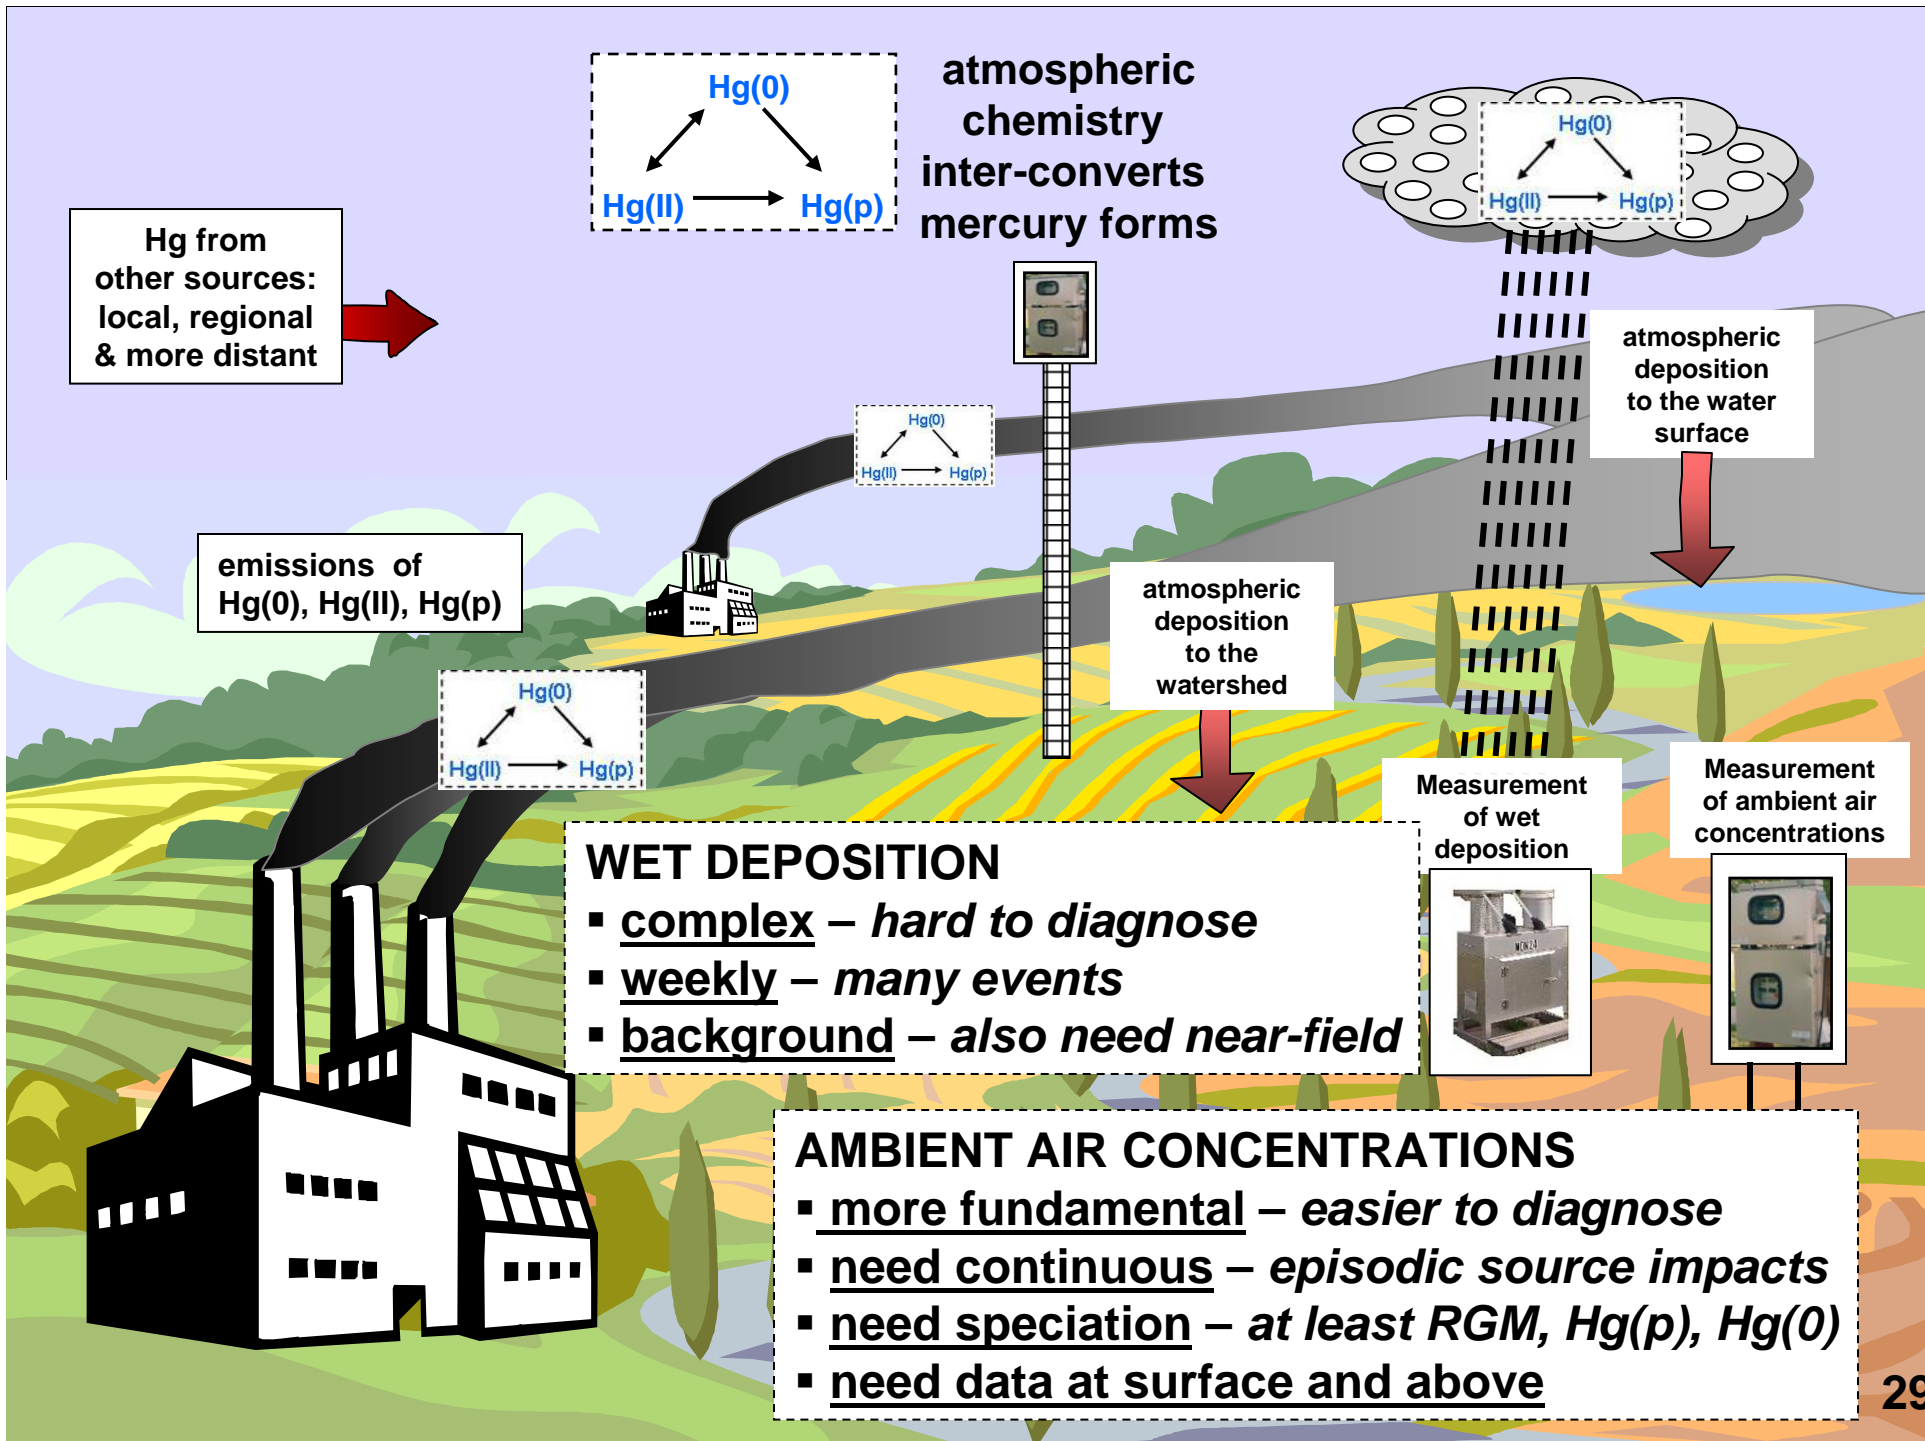 Hg(0)
Hg(II)
Hg(p)
atmospheric
chemistry
inter-converts
mercury forms
Hg(0)
Hg(II)
Hg(p)
Hg from
other sources:
local, regional
& more distant
atmospheric
deposition
to the water
surface
Hg(0)
Hg(II)
Hg(p)
emissions of
Hg(0), Hg(II), Hg(p)
atmospheric
deposition
to the
watershed
Hg(0)
Hg(II)
Hg(p)
Measurement
of wet
deposition
Measurement
of ambient air
concentrations
WET DEPOSITION
▪ complex – hard to diagnose
▪ weekly – many events
▪ background – also need near-field
MDN24
AMBIENT AIR CONCENTRATIONS
▪ more fundamental – easier to diagnose
▪ need continuous – episodic source impacts
▪ need speciation – at least RGM, Hg(p), Hg(0)
▪ need data at surface and above
29